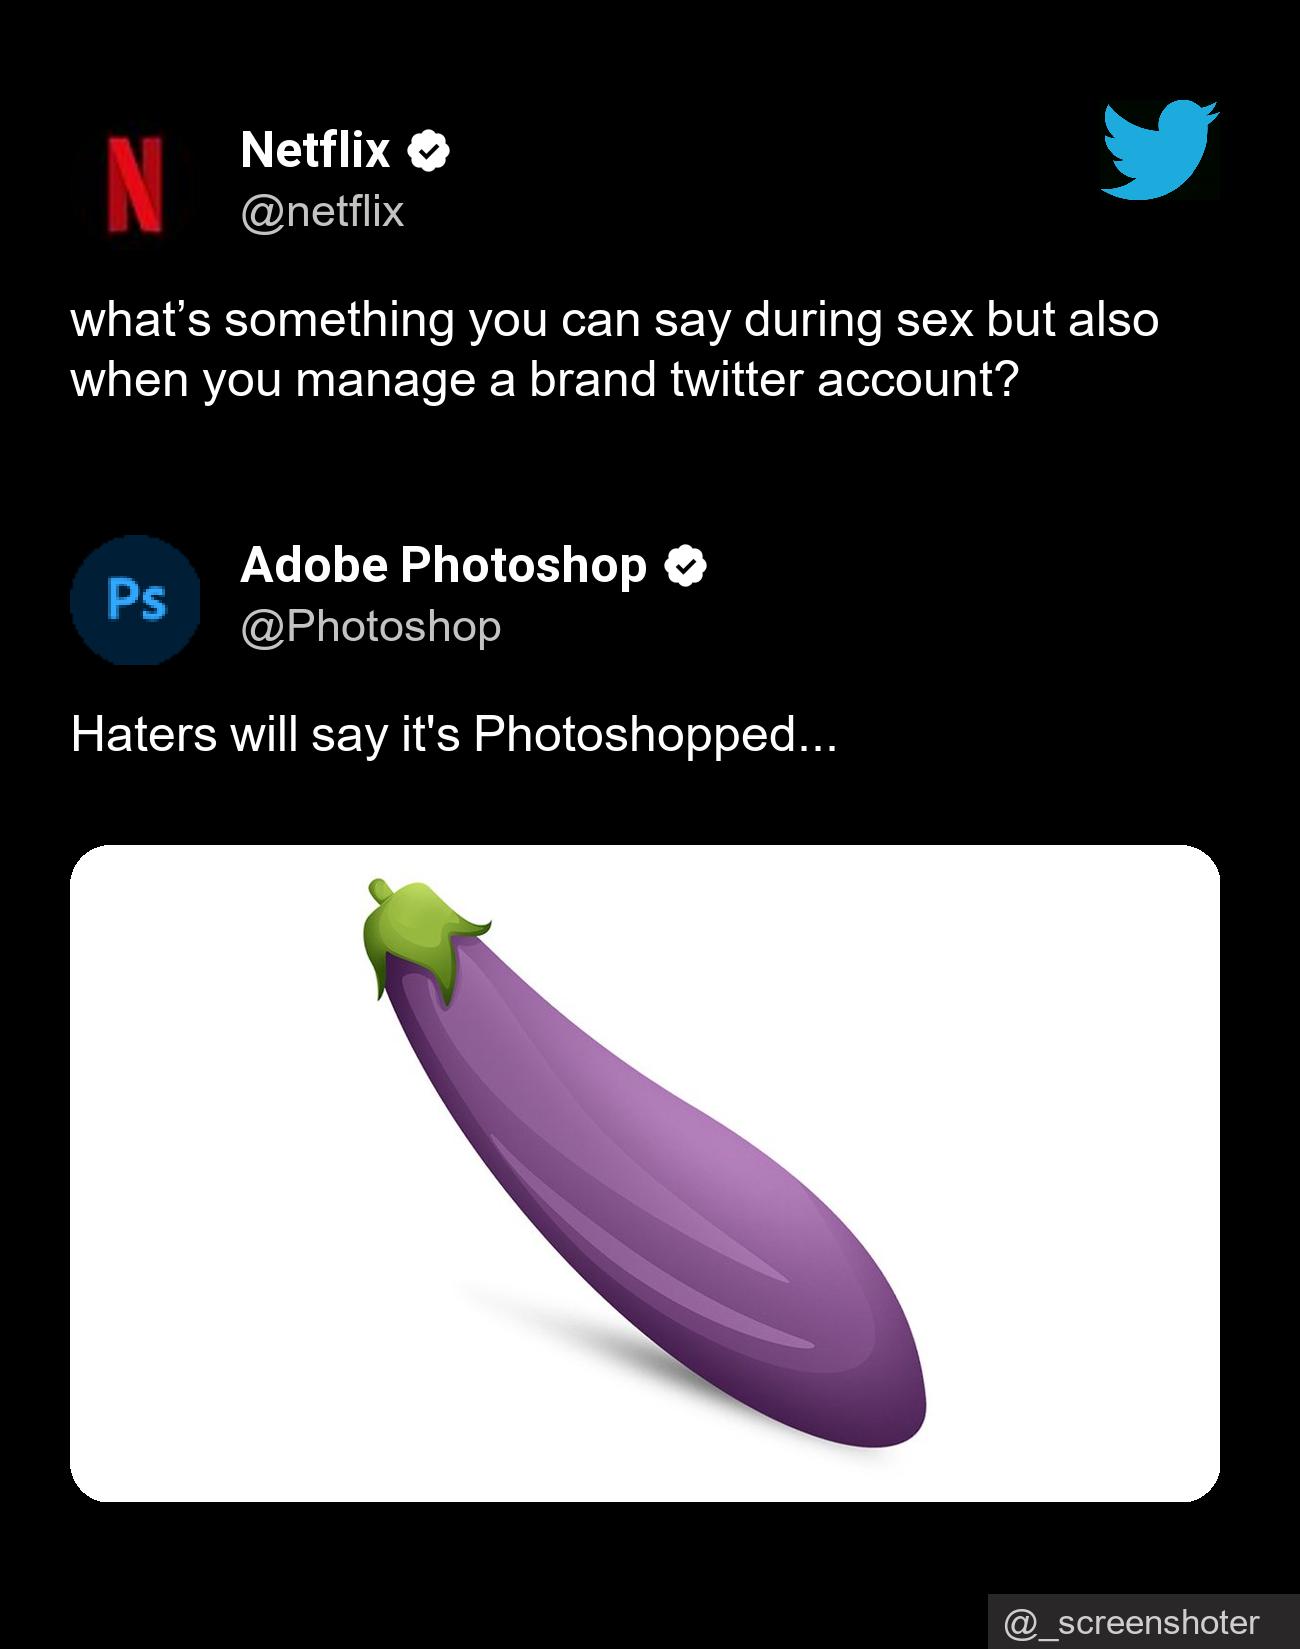 N
Netflix
@netflix
what’s something you can say during sex but also
when you manage a brand twitter account?
Ps
Adobe Photoshop
@Photoshop
Haters will say it's Photoshopped...
@_screenshoter